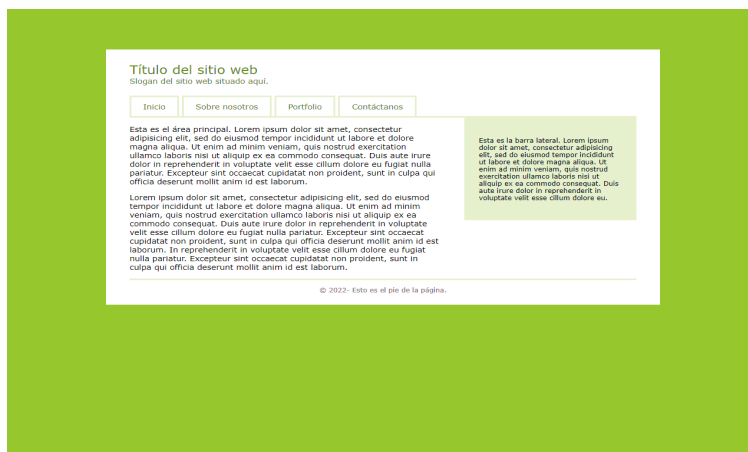 Título del sitio web
Slogan del sitio web situado aquí.
Inicio
Sobre nosotros
Portfolio
Contáctanos
Esta es el área principal. Lorem ipsum dolor sit amet, consectetur
adipisicing elit, sed do eiusmod tempor incididunt ut labore et dolore
magna aliqua. Ut enim ad minim veniam, quis nostrud exercitation
ullamco laboris nisi ut aliquip ex ea commodo consequat. Duis aute irure
dolor in reprehenderit in voluptate velit esse cillum dolore eu fugiat nulla
pariatur. Excepteur sint occaecat cupidatat non proident, sunt in culpa qui
officia deserunt mollit anim id est laborum.
Lorem ipsum dolor sit amet, consectetur adipisicing elit, sed do eiusmod
tempor incididunt ut labore et dolore magna aliqua. Ut enim ad minim
veniam, quis nostrud exercitation ullamco laboris nisi ut aliquip ex ea
commodo consequat. Duis aute irure dolor in reprehenderit in voluptate
velit esse cillum dolore eu fugiat nulla pariatur. Excepteur sint occaecat
cupidatat non proident, sunt in culpa qui officia deserunt mollit anim id est
laborum. In reprehenderit in voluptate velit esse cillum dolore eu fugiat
nulla pariatur. Excepteur sint occaecat cupidatat non proident, sunt in
culpa qui officia deserunt mollit anim id est laborum.
Esta es la barra lateral. Lorem ipsum
dolor sit amet, consectetur adipisicing
elit, sed do eiusmod tempor incididunt
ut labore et dolore magna aliqua. Ut
enim ad minim veniam, quis nostrud
exercitation ullamco laboris nisi ut
aliquip ex ea commodo consequat. Duis
aute irure dolor in reprehenderit in
voluptate velit esse cillum dolore eu.
© 2022- Esto es el pie de la página.